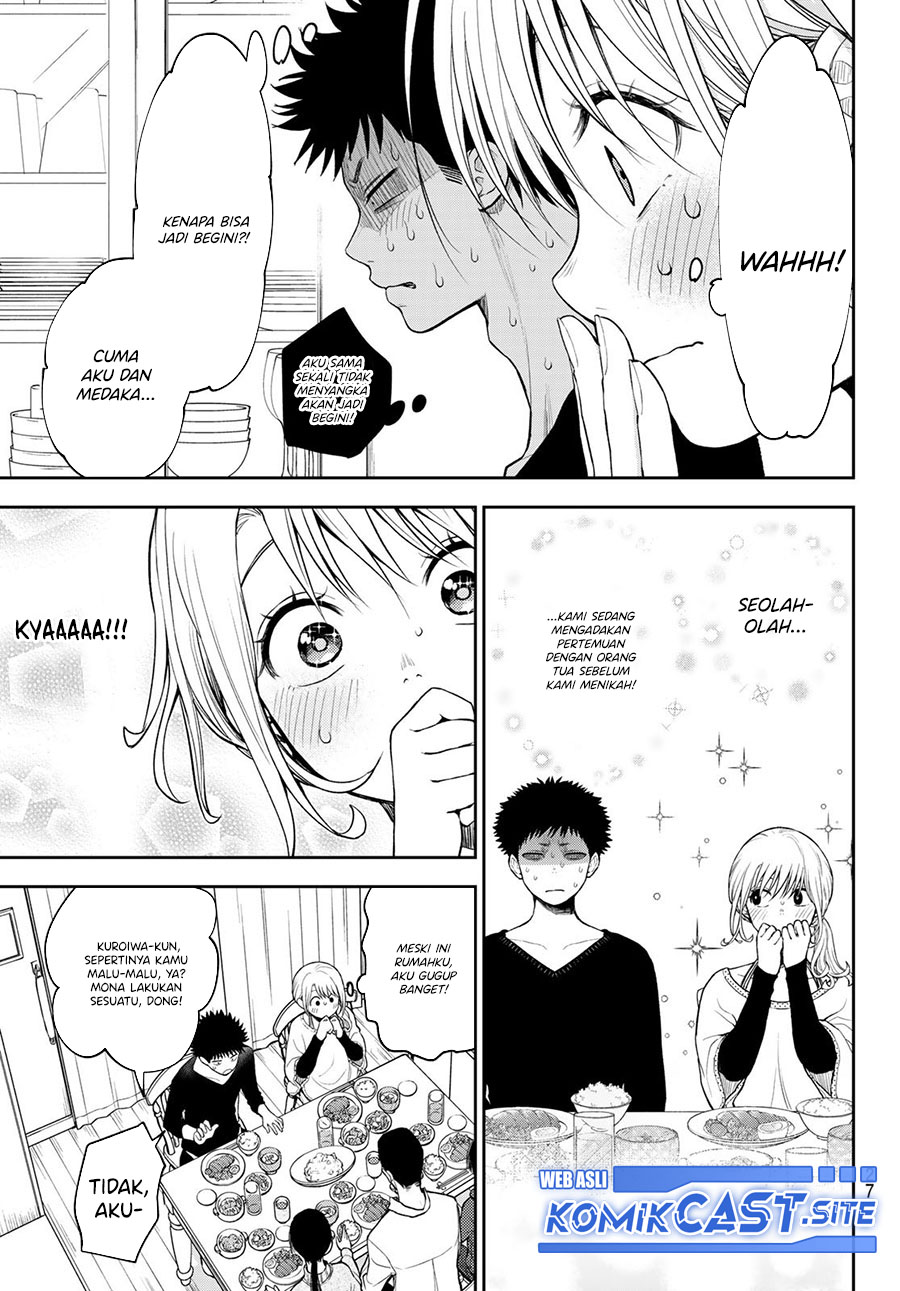 WAHHH!
KENAPA BISA
JADI BEGINI?!
CUMA
AKU DAN
MEDAKA...
AKU SAMA
SEKALI TIDAK
MENYANGKA
AKAN JADI
BEGINI!
SEOLAH-
OLAH...
...KAMI SEDANG
MENGADAKAN
PERTEMUAN
DENGAN ORANG
TUA SEBELUM
KAMI MENIKAH!
KYAAAAA!!!
MESKI INI
RUMAHKU,
AKU GUGUP
BANGET!
KUROIWA-KUN,
SEPERTINYA KAMU
MALU-MALU, YA?
MONA LAKUKAN
SESUATU, DONG!
TIDAK,
AKU-
7
WEB ASLI
KOMIKCAST.SITE